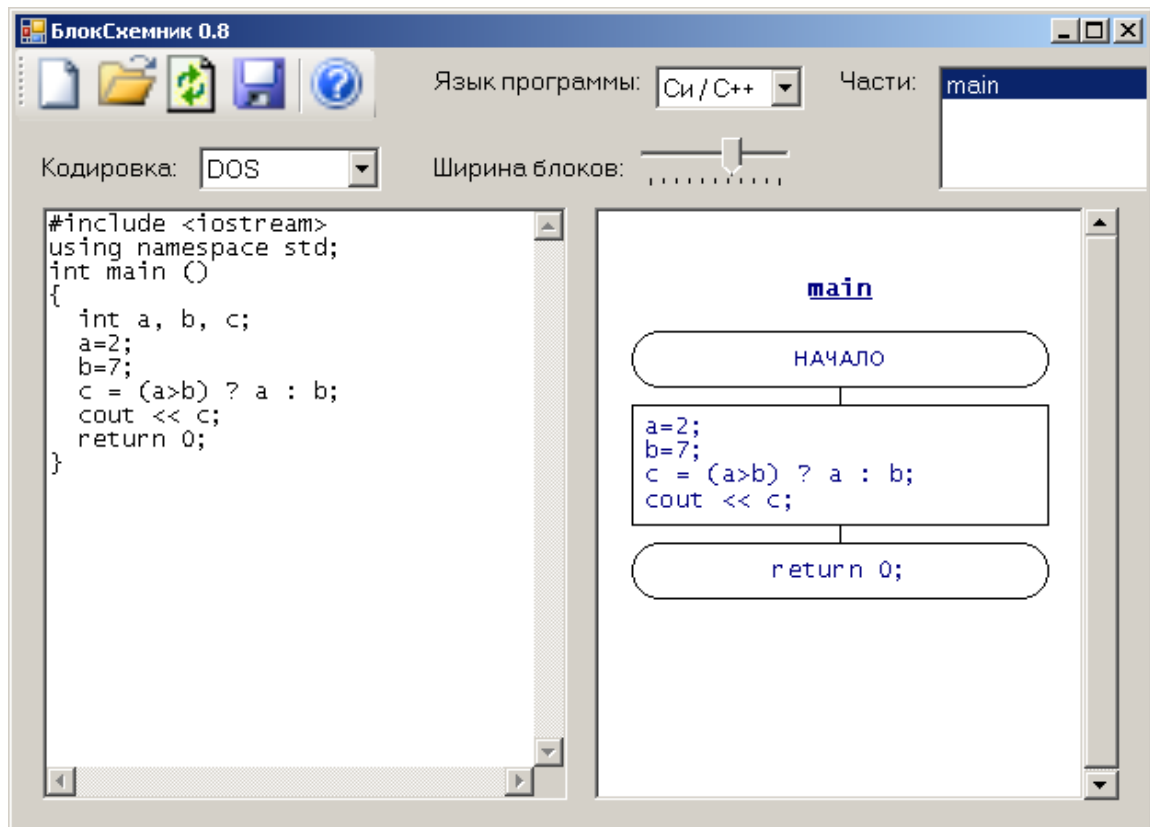 БлокСхемник 0.8
Язык программы: Си / С++ Части: main
Кодировка: DOS Ширина блоков:
#include <iostream>
using namespace std;
int main ()
{
  int a, b, c;
  a=2;
  b=7;
  c = (a>b) ? a : b;
  cout << c;
  return 0;
}
main
НАЧАЛО
a=2;
b=7;
c = (a>b) ? a : b;
cout << c;
return 0;